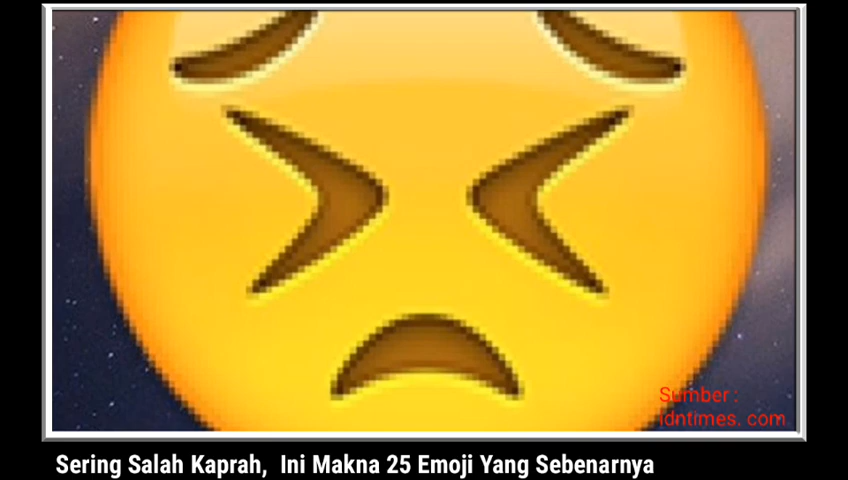 Sumber :
idntimes. com
Sering Salah Kaprah,  Ini Makna 25 Emoji Yang Sebenarnya